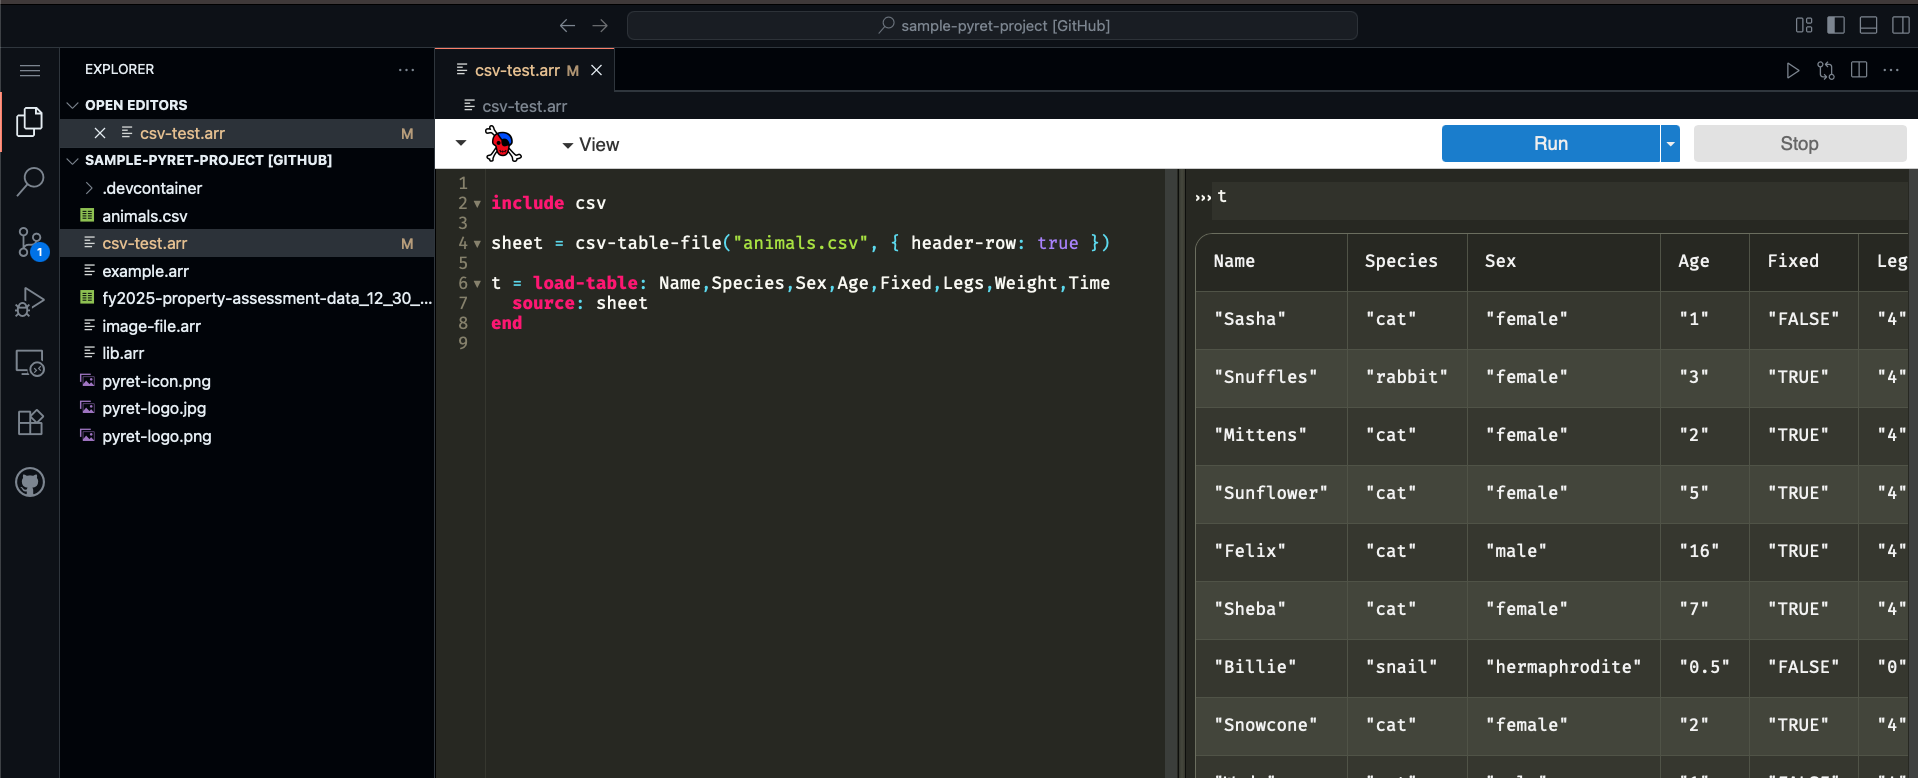 sample-pyret-project [GitHub]
EXPLORER
OPEN EDITORS
csv-test.arr M
SAMPLE-PYRET-PROJECT [GITHUB]
.devcontainer
animals.csv
csv-test.arr M
example.arr
fy2025-property-assessment-data_12_30_...
image-file.arr
lib.arr
pyret-icon.png
pyret-logo.jpg
pyret-logo.png
1
csv-test.arr M
csv-test.arr
View
Run
Stop
1
2 include csv
3
4 sheet = csv-table-file("animals.csv", { header-row: true })
5
6 t = load-table: Name,Species,Sex,Age,Fixed,Legs,Weight,Time
7 source: sheet
8 end
9
››› t
Name Species Sex Age Fixed Leg
"Sasha" "cat" "female" "1" "FALSE" "4"
"Snuffles" "rabbit" "female" "3" "TRUE" "4"
"Mittens" "cat" "female" "2" "TRUE" "4"
"Sunflower" "cat" "female" "5" "TRUE" "4"
"Felix" "cat" "male" "16" "TRUE" "4"
"Sheba" "cat" "female" "7" "TRUE" "4"
"Billie" "snail" "hermaphrodite" "0.5" "FALSE" "0"
"Snowcone" "cat" "female" "2" "TRUE" "4"